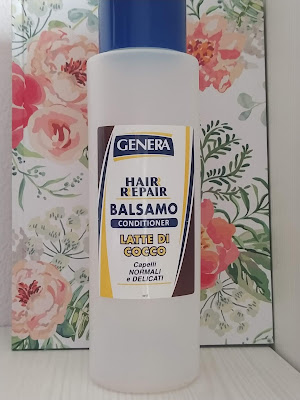 GENERA
HAIR
REPAIR
BALSAMO
CONDITIONER
LATTE DI
COCCO
Capelli
NORMALI
e DELICATI